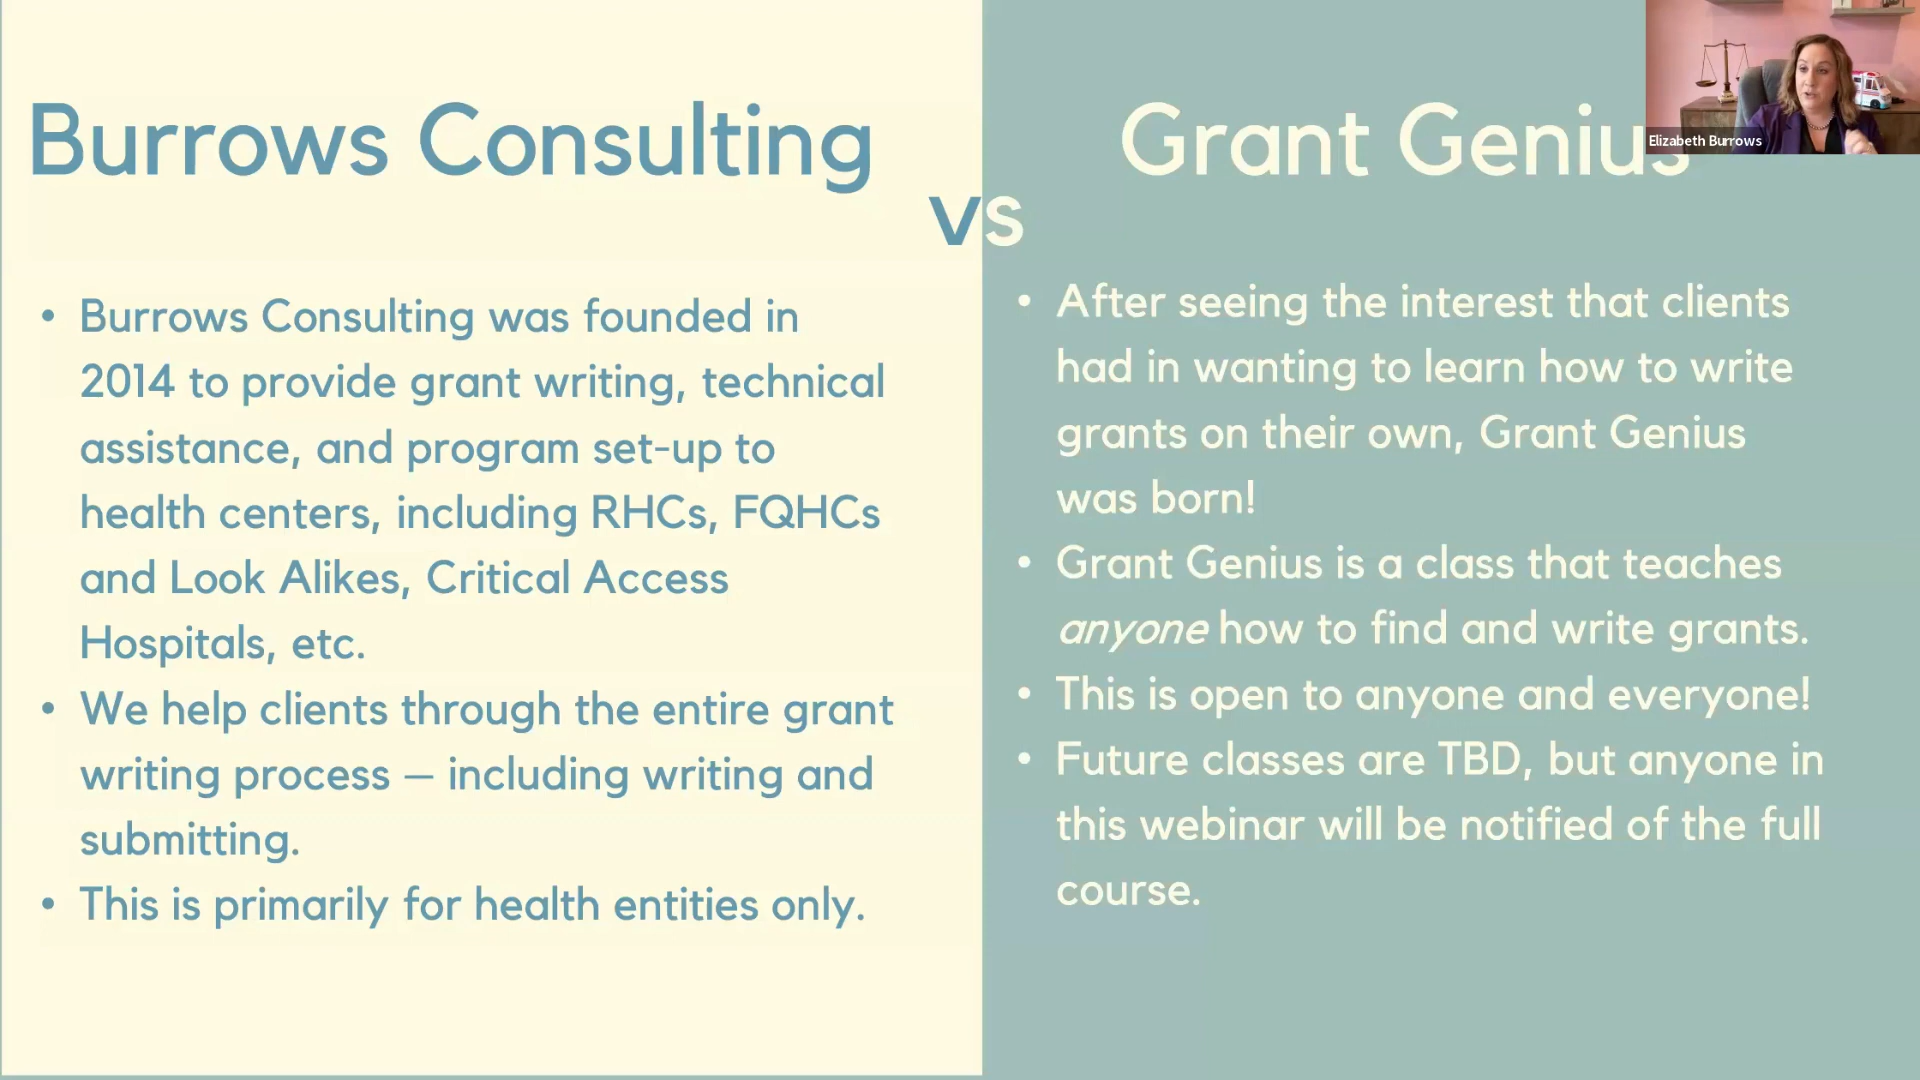 Burrows Consulting
vs
Grant Genius
Elizabeth Burrows
• Burrows Consulting was founded in
2014 to provide grant writing, technical
assistance, and program set-up to
health centers, including RHCs, FQHCs
and Look Alikes, Critical Access
Hospitals, etc.
• We help clients through the entire grant
writing process – including writing and
submitting.
• This is primarily for health entities only.
• After seeing the interest that clients
had in wanting to learn how to write
grants on their own, Grant Genius
was born!
• Grant Genius is a class that teaches
anyone how to find and write grants.
• This is open to anyone and everyone!
• Future classes are TBD, but anyone in
this webinar will be notified of the full
course.